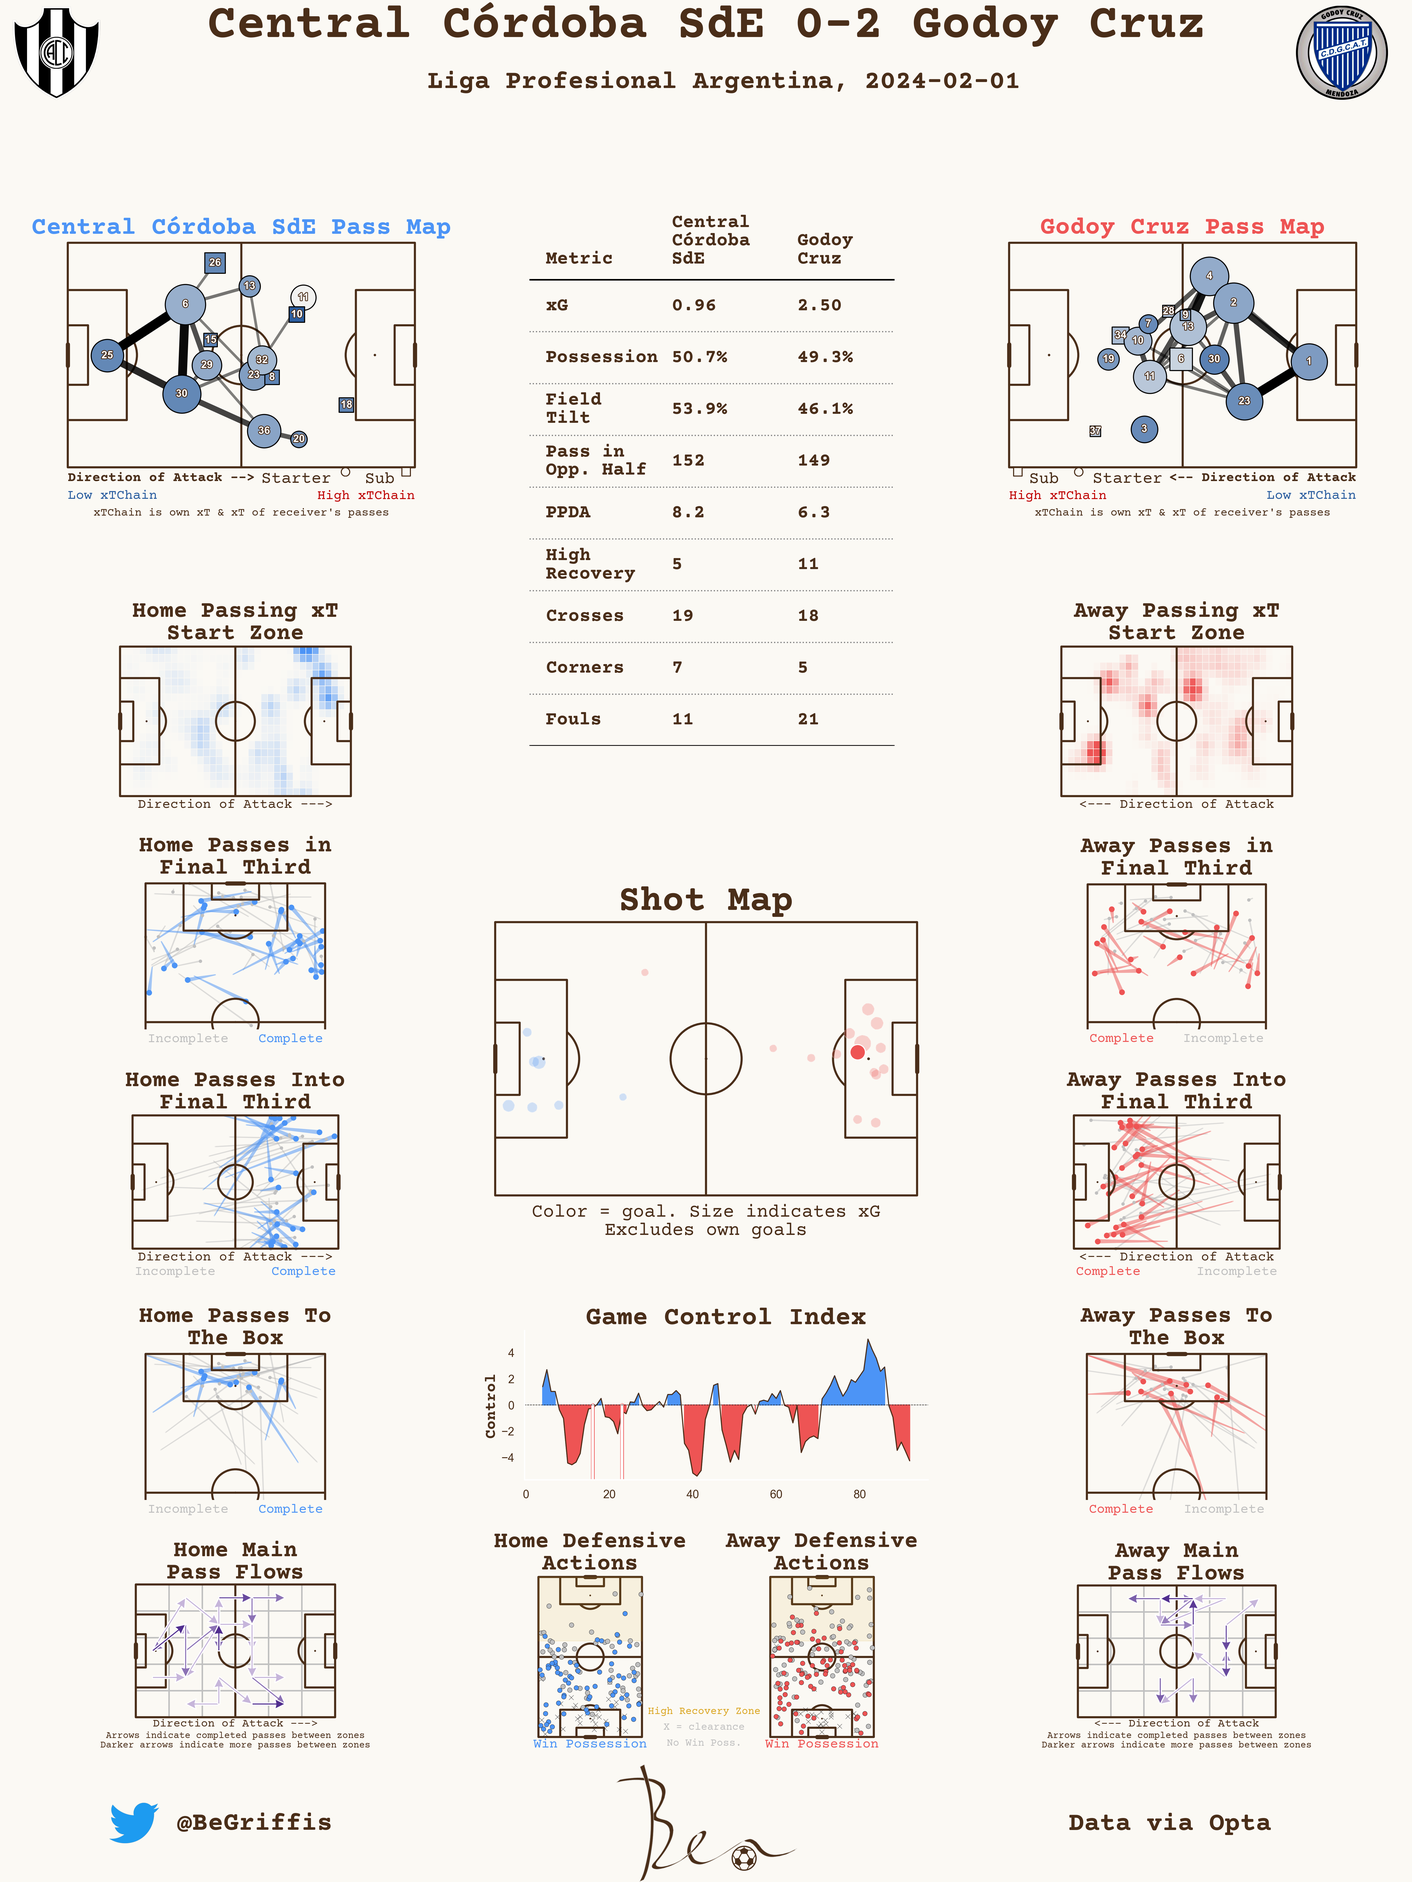 Central Córdoba SdE 0-2 Godoy Cruz
Liga Profesional Argentina, 2024-02-01
GODOY CRUZ
C.D.G.C.A.T.
MENDOZA
Central Córdoba SdE Pass Map
26
13
6
11
10
15
25
29
32
23
8
30
18
36
20
Direction of Attack --> Starter Sub
Low xTChain High xTChain
xTChain is own xT & xT of receiver's passes
Metric Central Córdoba SdE Godoy Cruz
xG 0.96 2.50
Possession 50.7% 49.3%
Field Tilt 53.9% 46.1%
Pass in Opp. Half 152 149
PPDA 8.2 6.3
High Recovery 5 11
Crosses 19 18
Corners 7 5
Fouls 11 21
Godoy Cruz Pass Map
4
2
28
9
7
13
34
10
19
6
30
1
11
23
3
37
Sub Starter <-- Direction of Attack
High xTChain Low xTChain
xTChain is own xT & xT of receiver's passes
Home Passing xT
Start Zone
Direction of Attack --->
Away Passing xT
Start Zone
<--- Direction of Attack
Home Passes in
Final Third
Incomplete Complete
Away Passes in
Final Third
Complete Incomplete
Shot Map
Color = goal. Size indicates xG
Excludes own goals
Home Passes Into
Final Third
Direction of Attack --->
Incomplete Complete
Away Passes Into
Final Third
<--- Direction of Attack
Complete Incomplete
Home Passes To
The Box
Incomplete Complete
Game Control Index
Control
4
2
0
−2
−4
0 20 40 60 80
Away Passes To
The Box
Complete Incomplete
Home Main
Pass Flows
Direction of Attack --->
Arrows indicate completed passes between zones
Darker arrows indicate more passes between zones
Home Defensive
Actions
Win Possession
Away Defensive
Actions
Win Possession
High Recovery Zone
X = clearance
No Win Poss.
Away Main
Pass Flows
<--- Direction of Attack
Arrows indicate completed passes between zones
Darker arrows indicate more passes between zones
@BeGriffis
Ben
Data via Opta